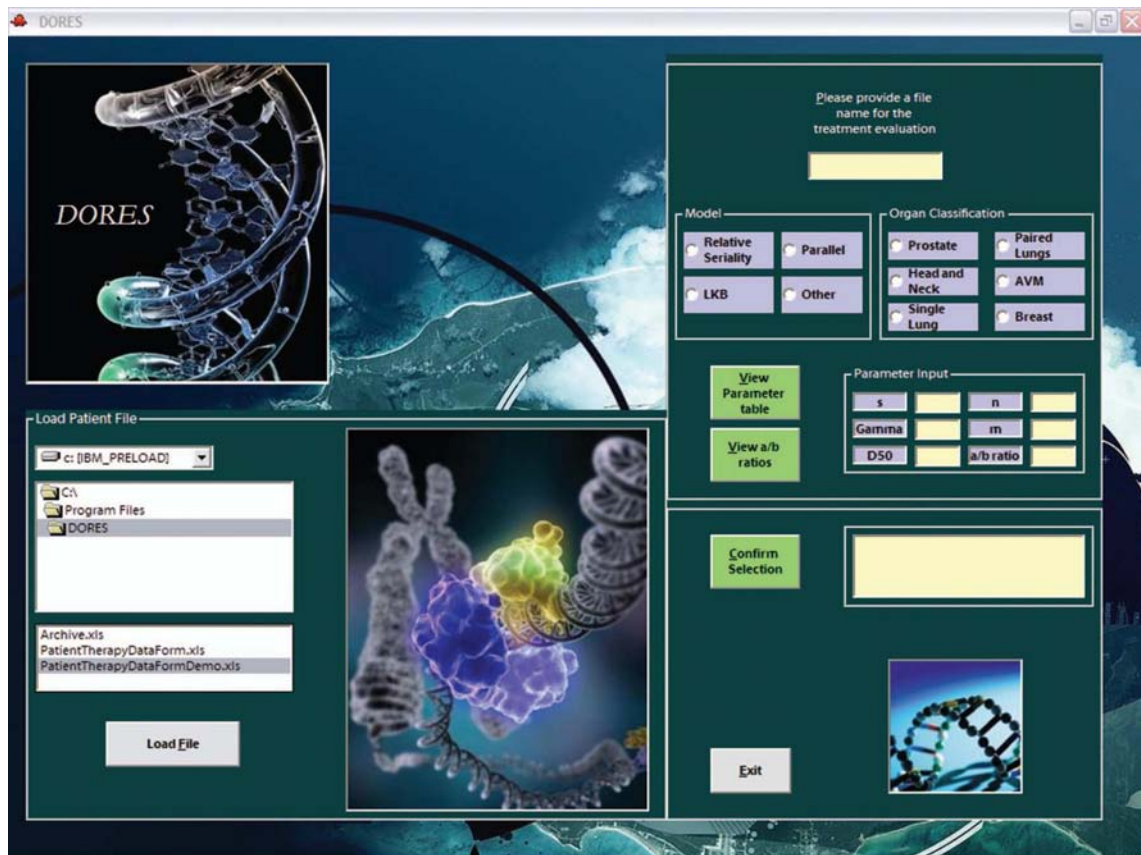 DORES
DORES
Load Patient File
c: [IBM_PRELOAD]
C:\
Program Files
DORES
Archive.xls
PatientTherapyDataForm.xls
PatientTherapyDataFormDemo.xls
Load File
Please provide a file
name for the
treatment evaluation
Model
Relative
Seriality
Parallel
LKB
Other
Organ Classification
Prostate
Paired
Lungs
Head and
Neck
AVM
Single
Lung
Breast
View
Parameter
table
View a/b
ratios
Parameter Input
s
n
Gamma
m
D50
a/b ratio
Confirm
Selection
Exit